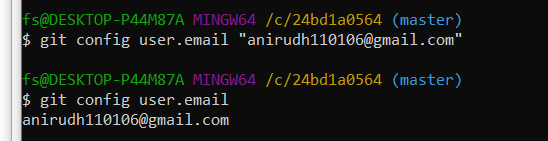 fs@DESKTOP-P44M87A MINGW64 /c/24bd1a0564 (master)
$ git config user.email "anirudh110106@gmail.com"
fs@DESKTOP-P44M87A MINGW64 /c/24bd1a0564 (master)
$ git config user.email
anirudh110106@gmail.com